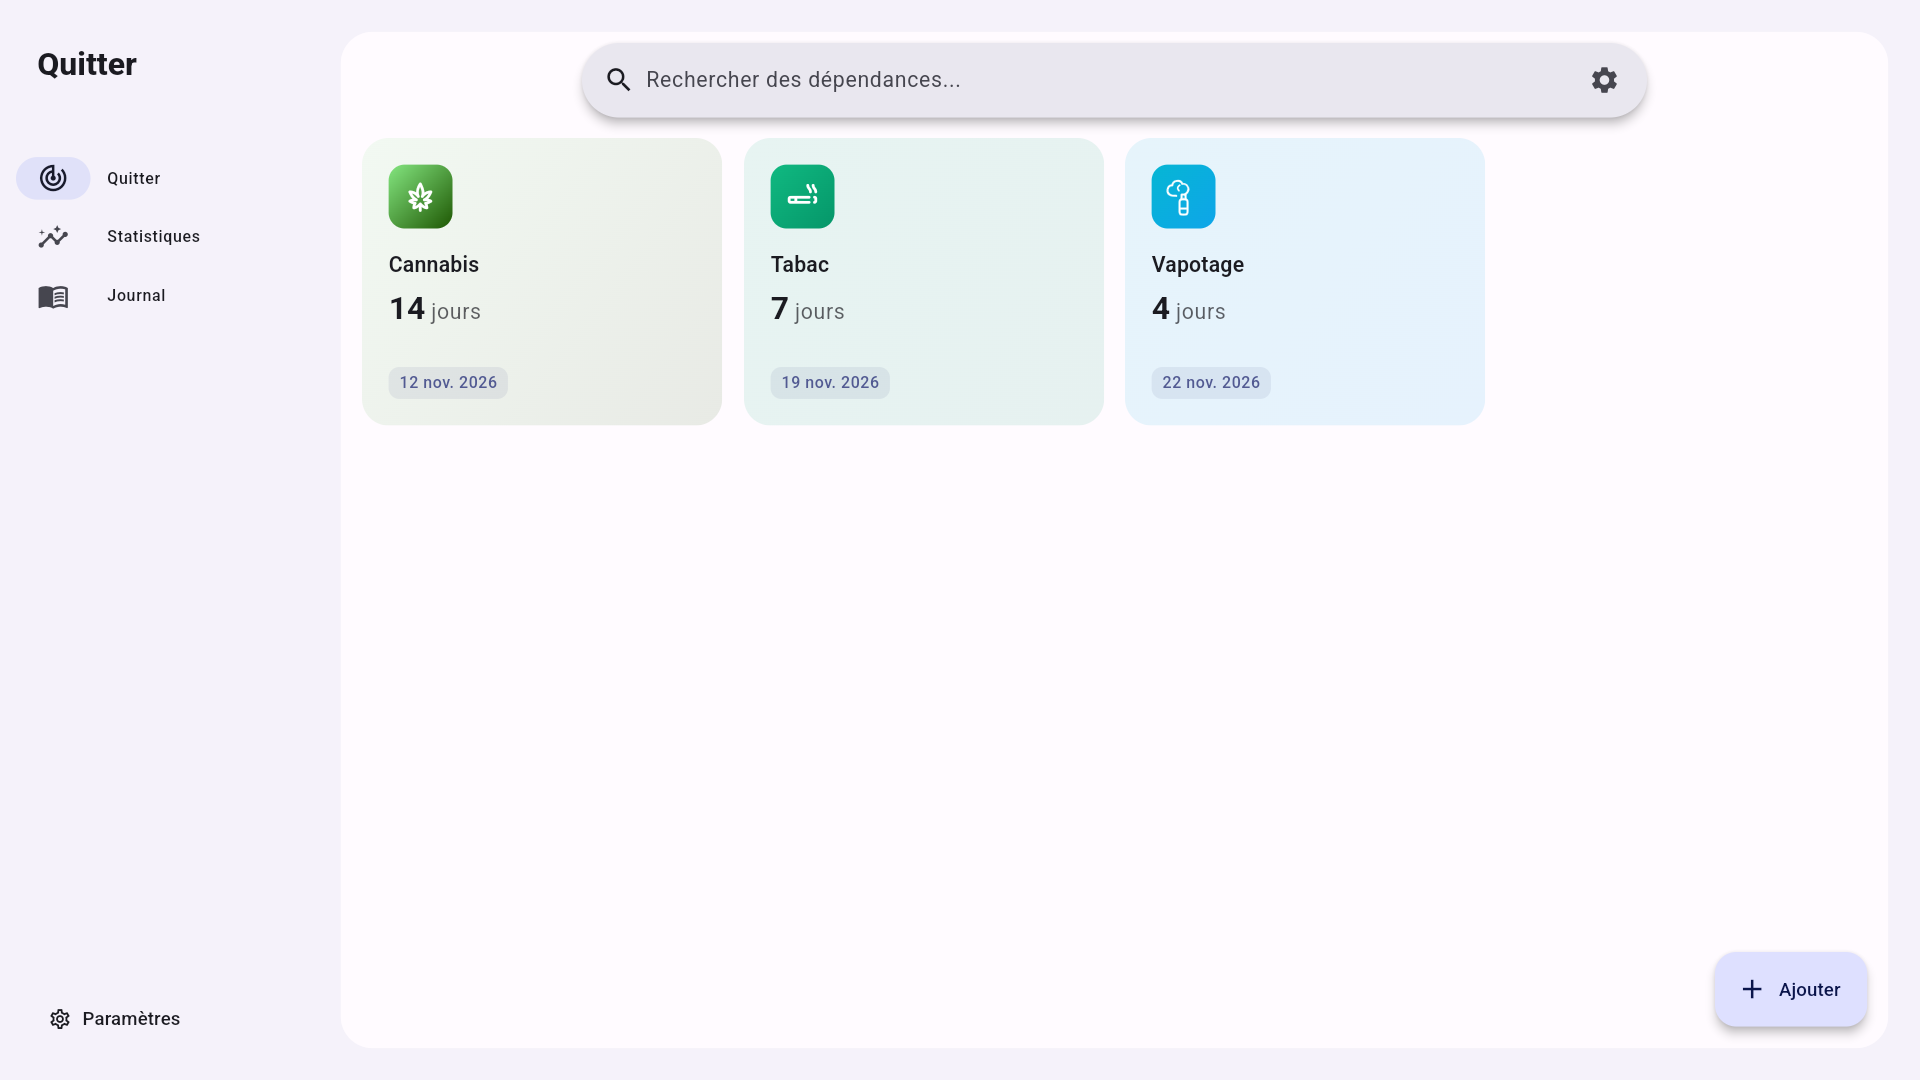 Quitter
Quitter
Statistiques
Journal
Paramètres
Rechercher des dépendances...
Cannabis
14 jours
12 nov. 2026
Tabac
7 jours
19 nov. 2026
Vapotage
4 jours
22 nov. 2026
Ajouter